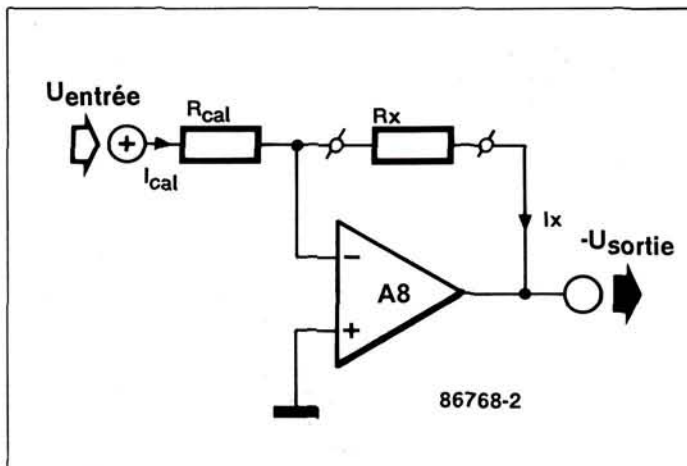 Uentrée
Rcal
Rx
+
Ical
Ix
-Usortie
−
A8
+
86768-2